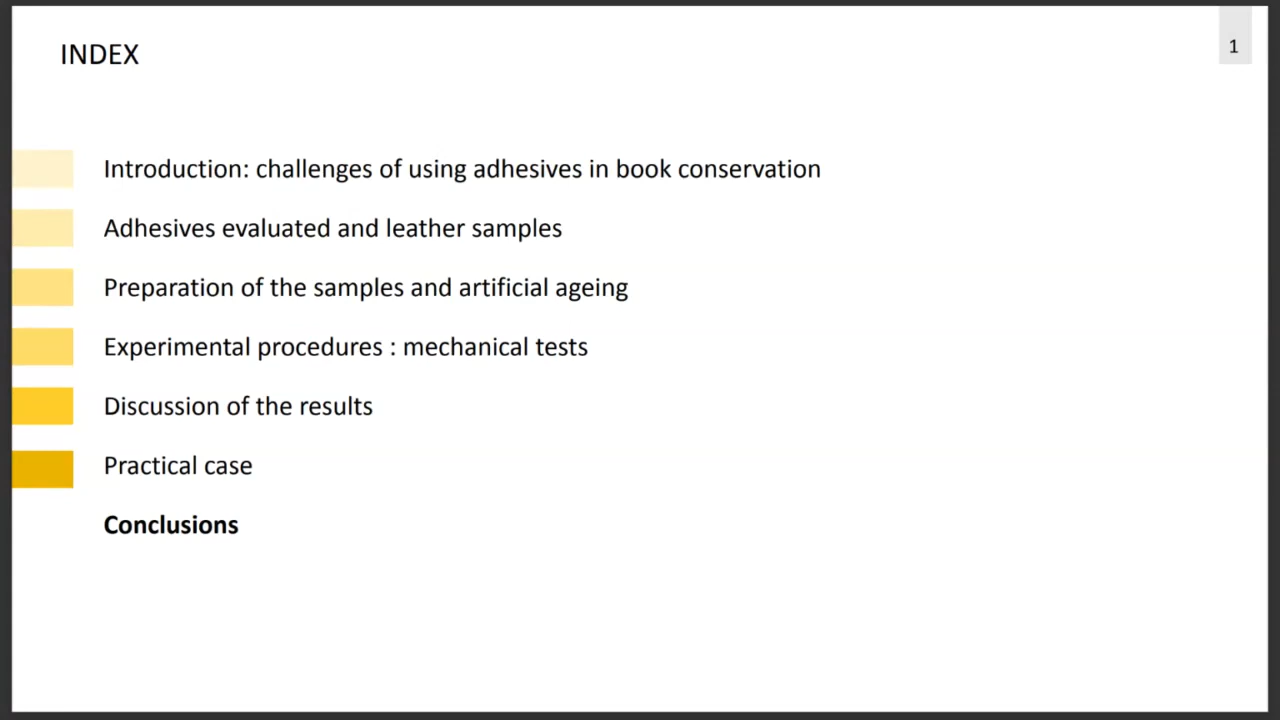 INDEX
1
Introduction: challenges of using adhesives in book conservation
Adhesives evaluated and leather samples
Preparation of the samples and artificial ageing
Experimental procedures : mechanical tests
Discussion of the results
Practical case
Conclusions